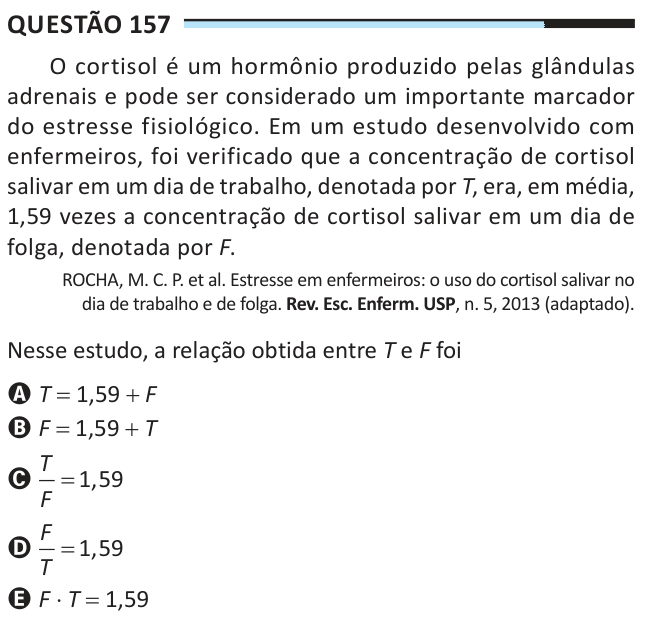 QUESTÃO 157
O cortisol é um hormônio produzido pelas glândulas
adrenais e pode ser considerado um importante marcador
do estresse fisiológico. Em um estudo desenvolvido com
enfermeiros, foi verificado que a concentração de cortisol
salivar em um dia de trabalho, denotada por T, era, em média,
1,59 vezes a concentração de cortisol salivar em um dia de
folga, denotada por F.
ROCHA, M. C. P. et al. Estresse em enfermeiros: o uso do cortisol salivar no
dia de trabalho e de folga. Rev. Esc. Enferm. USP, n. 5, 2013 (adaptado).
Nesse estudo, a relação obtida entre T e F foi
A T = 1,59 + F
B F = 1,59 + T
C T/F = 1,59
D F/T = 1,59
E F · T = 1,59